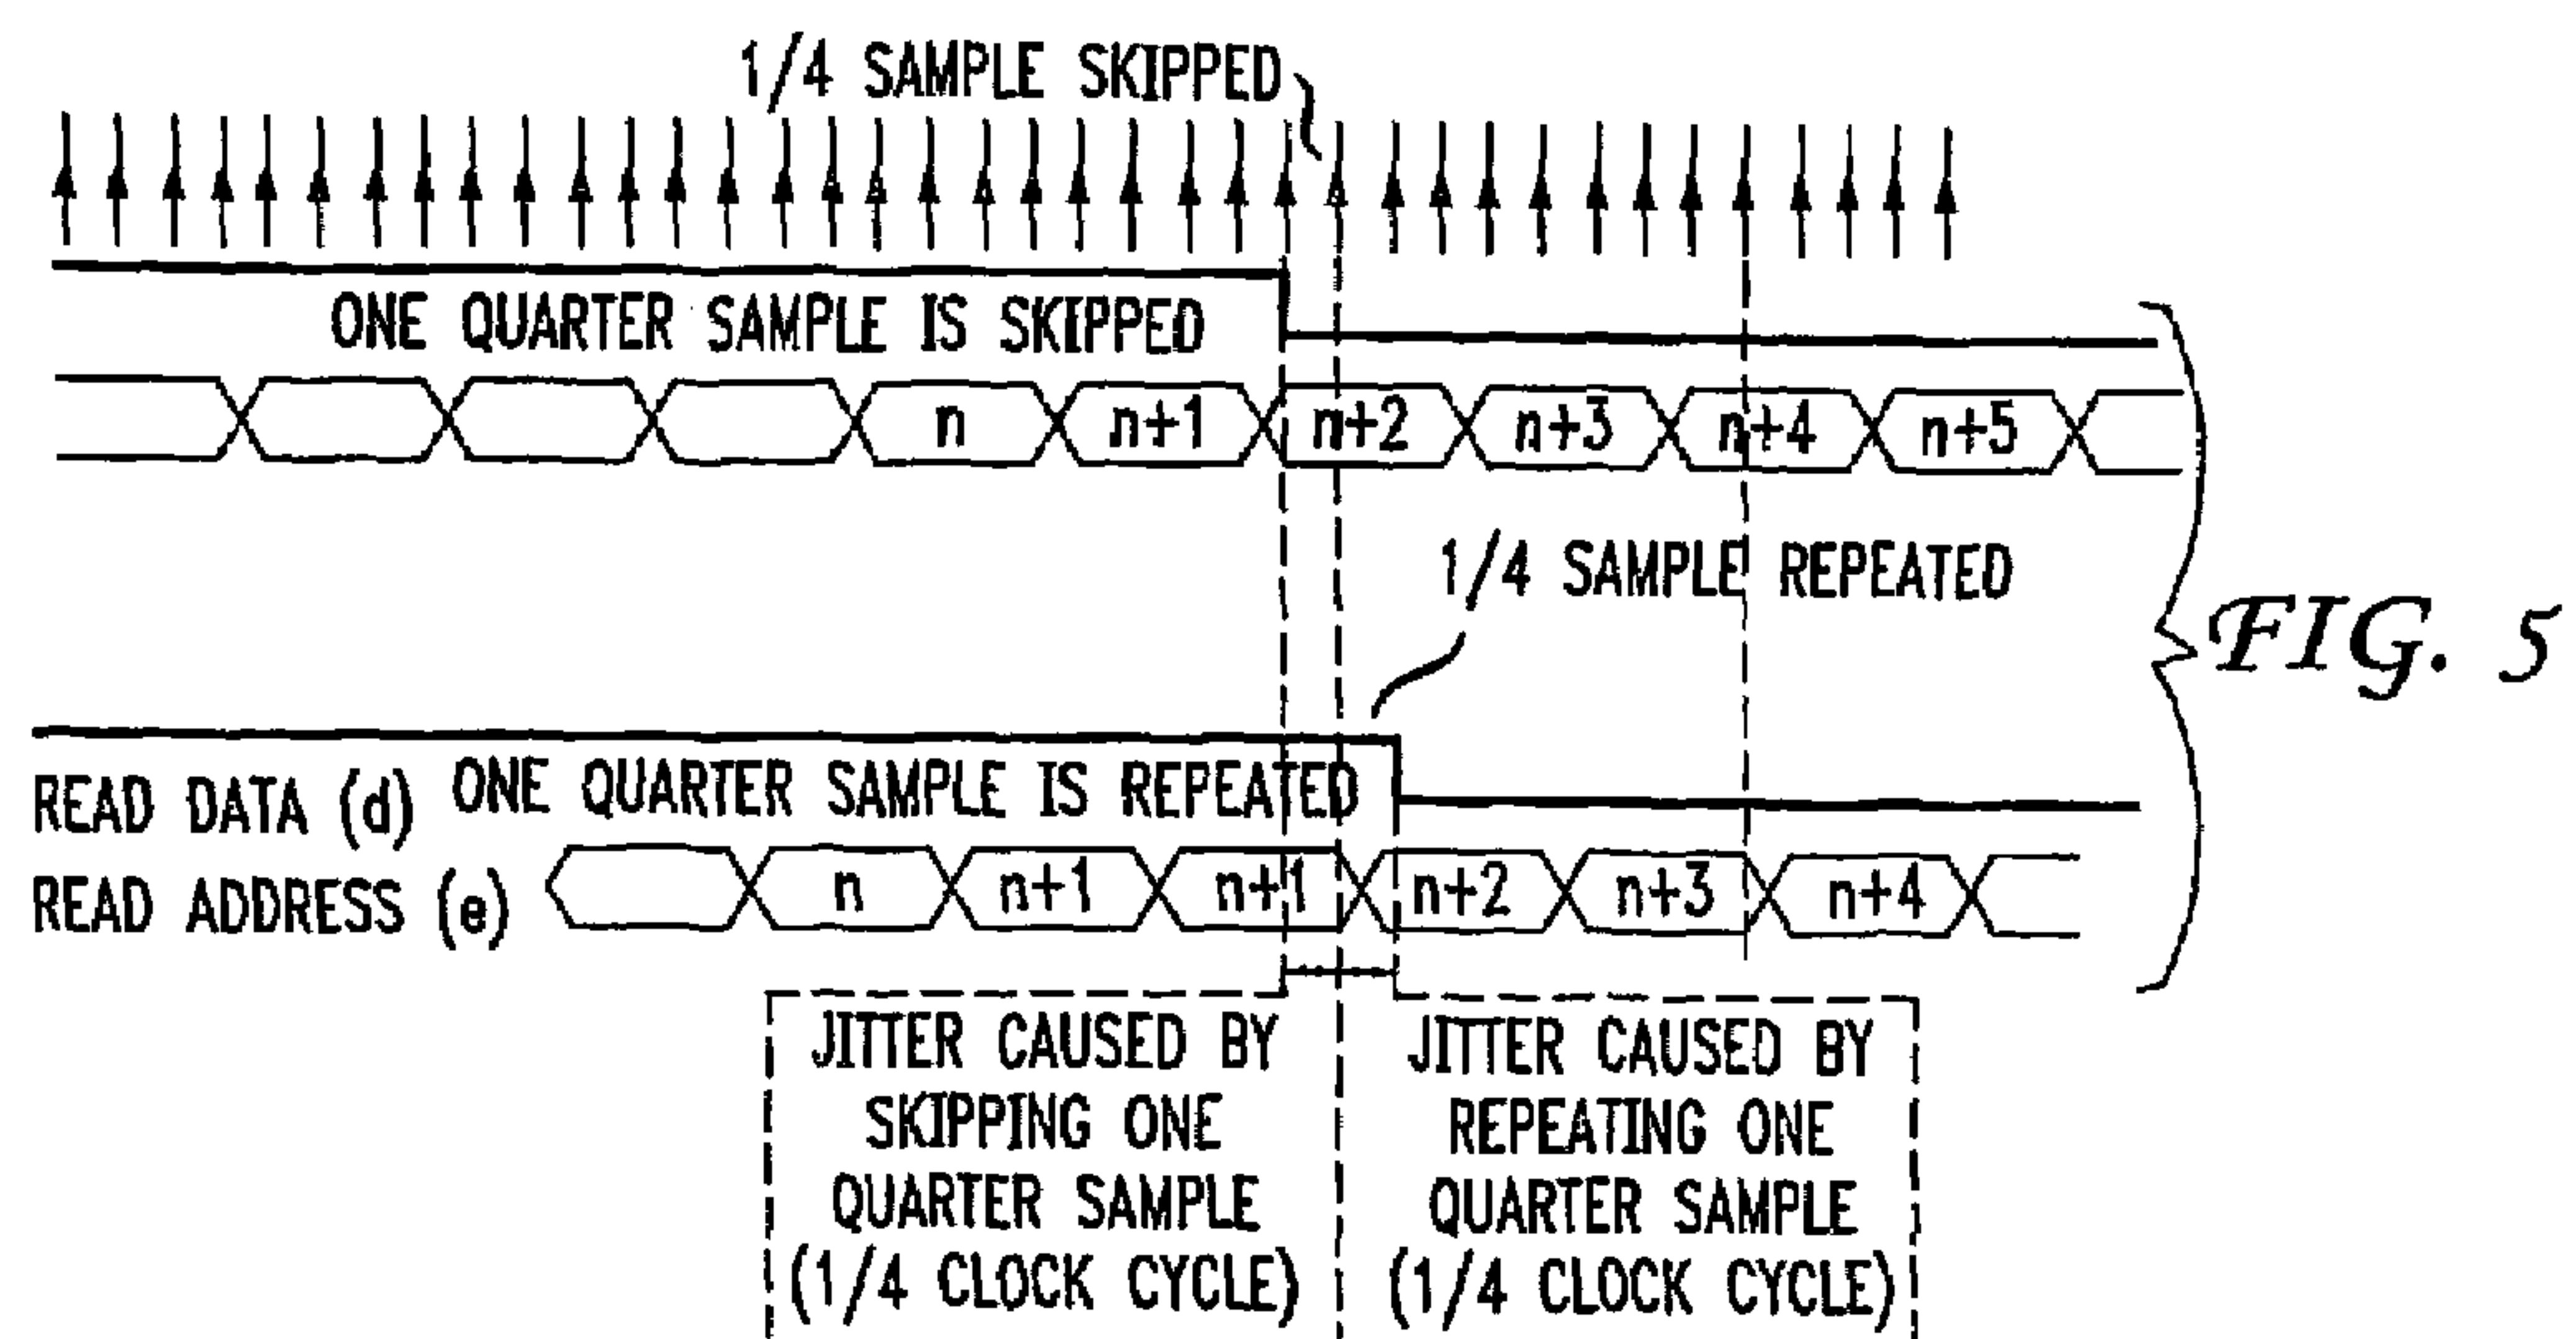 1/4 SAMPLE SKIPPED
ONE QUARTER SAMPLE IS SKIPPED
n n+1 n+2 n+3 n+4 n+5
1/4 SAMPLE REPEATED
FIG. 5
READ DATA (d) ONE QUARTER SAMPLE IS REPEATED
READ ADDRESS (e) n n+1 n+1 n+2 n+3 n+4
JITTER CAUSED BY
SKIPPING ONE
QUARTER SAMPLE
(1/4 CLOCK CYCLE)
JITTER CAUSED BY
REPEATING ONE
QUARTER SAMPLE
(1/4 CLOCK CYCLE)